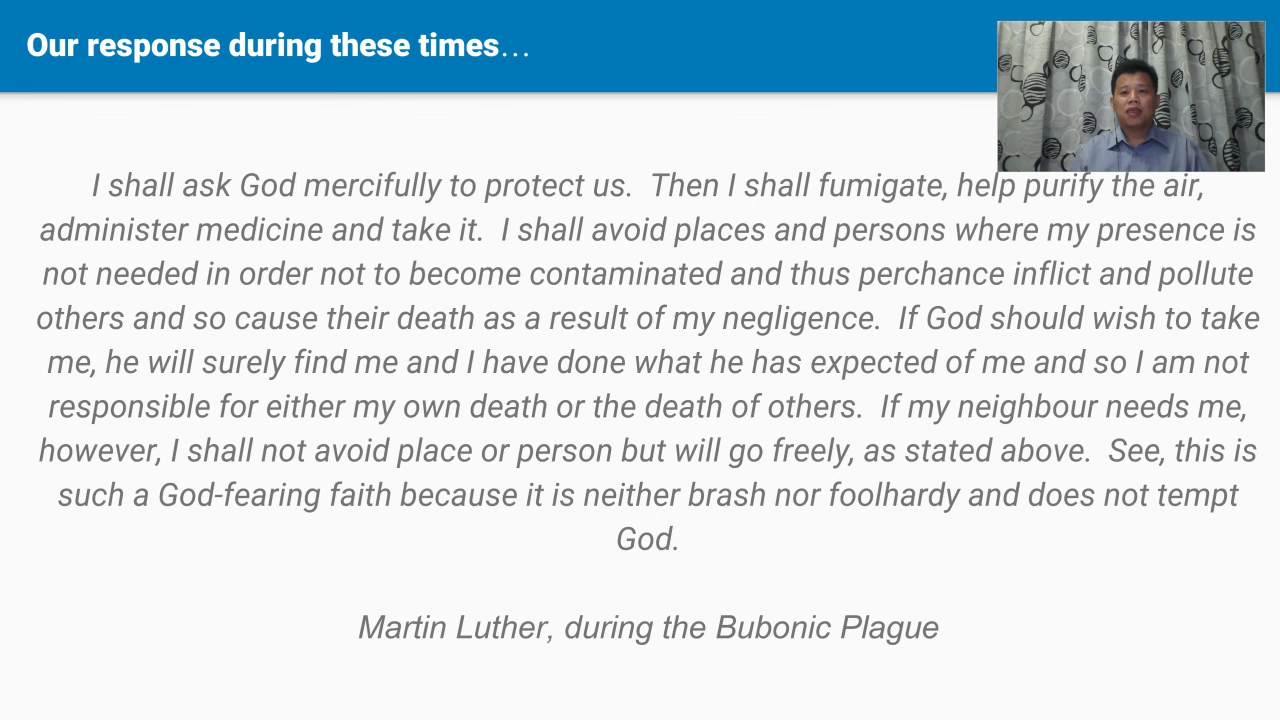 Our response during these times…
I shall ask God mercifully to protect us.  Then I shall fumigate, help purify the air,
administer medicine and take it.  I shall avoid places and persons where my presence is
not needed in order not to become contaminated and thus perchance inflict and pollute
others and so cause their death as a result of my negligence.  If God should wish to take
me, he will surely find me and I have done what he has expected of me and so I am not
responsible for either my own death or the death of others.  If my neighbour needs me,
however, I shall not avoid place or person but will go freely, as stated above.  See, this is
such a God-fearing faith because it is neither brash nor foolhardy and does not tempt
God.
Martin Luther, during the Bubonic Plague